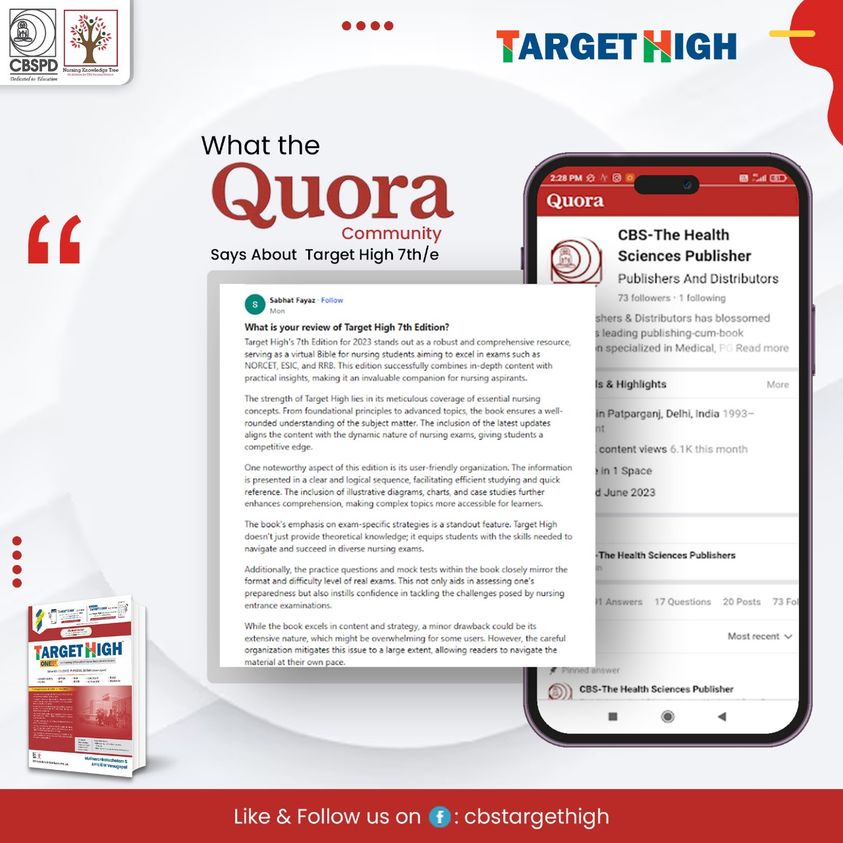 CBSPD
Dedicated to Education
Nursing Knowledge Tree
TARGET HIGH
What the
Quora
Community
Says About Target High 7th/e
S
Sabhat Fayaz · Follow
Mon
What is your review of Target High 7th Edition?
Target High's 7th Edition for 2023 stands out as a robust and comprehensive resource,
serving as a virtual Bible for nursing students aiming to excel in exams such as
NORCET, ESIC, and RRB. This edition successfully combines in-depth content with
practical insights, making it an invaluable companion for nursing aspirants.
The strength of Target High lies in its meticulous coverage of essential nursing
concepts. From foundational principles to advanced topics, the book ensures a well-
rounded understanding of the subject matter. The inclusion of the latest updates
aligns the content with the dynamic nature of nursing exams, giving students a
competitive edge.
One noteworthy aspect of this edition is its user-friendly organization. The information
is presented in a clear and logical sequence, facilitating efficient studying and quick
reference. The inclusion of illustrative diagrams, charts, and case studies further
enhances comprehension, making complex topics more accessible for learners.
The book's emphasis on exam-specific strategies is a standout feature. Target High
doesn't just provide theoretical knowledge; it equips students with the skills needed to
navigate and succeed in diverse nursing exams.
Additionally, the practice questions and mock tests within the book closely mirror the
format and difficulty level of real exams. This not only aids in assessing one's
preparedness but also instills confidence in tackling the challenges posed by nursing
entrance examinations.
While the book excels in content and strategy, a minor drawback could be its
extensive nature, which might be overwhelming for some users. However, the careful
organization mitigates this issue to a large extent, allowing readers to navigate the
material at their own pace.
2:28 PM
Quora
CBS-The Health
Sciences Publisher
Publishers And Distributors
73 followers · 1 following
shers & Distributors has blossomed
s leading publishing-cum-book
n specialized in Medical, PG Read more
ls & Highlights More
in Patparganj, Delhi, India 1993–
nt
content views 6.1K this month
e in 1 Space
d June 2023
-The Health Sciences Publishers
91 Answers 17 Questions 20 Posts 73 Fol
Most recent
Pinned answer
CBS-The Health Sciences Publisher
TARGET HIGH
Like & Follow us on f : cbstargethigh